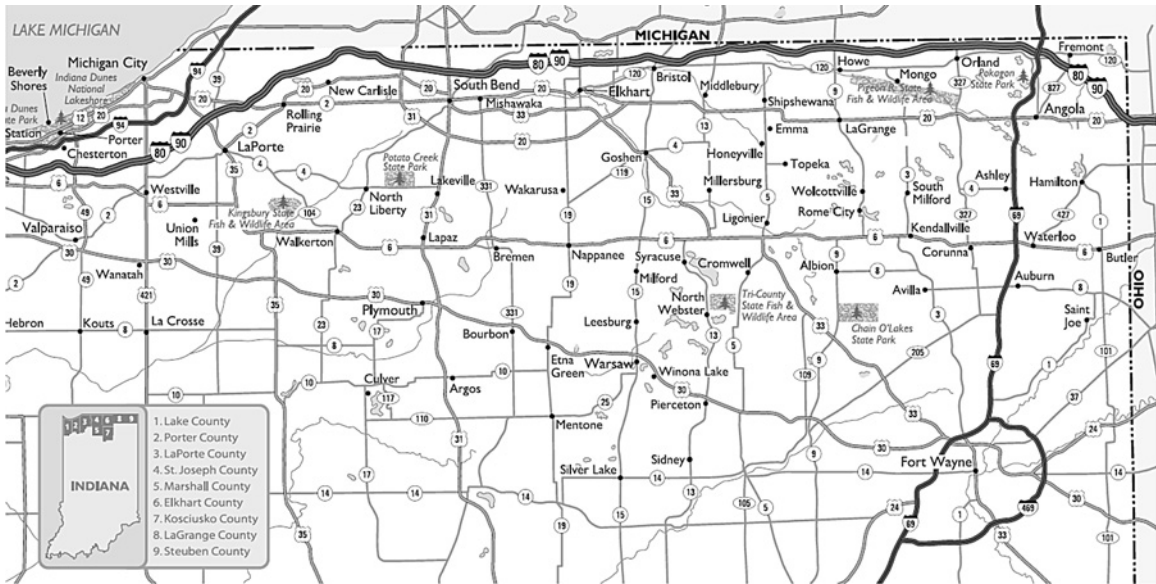 LAKE MICHIGAN
MICHIGAN
Michigan City
Beverly
Shores
Indiana Dunes
National
Lakeshore
Station
Porter
Chesterton
New Carlisle
South Bend
Mishawaka
Rolling
Prairie
LaPorte
Elkhart
Bristol
Middlebury
Shipshewana
Howe
Mongo
Pigeon R. State
Fish & Wildlife Area
Orland
Pokagon
State Park
Fremont
Angola
LaGrange
Emma
Honeyville
Topeka
Goshen
Potato Creek
State Park
Lakeville
Wakarusa
Millersburg
Wolcottville
Rome City
South
Milford
Ashley
Hamilton
Westville
North
Liberty
Kingsbury State
Fish & Wildlife Area
Union
Mills
Valparaiso
Wanatah
Walkerton
Lapaz
Bremen
Nappanee
Ligonier
Syracuse
Cromwell
Milford
Kendallville
Corunna
Waterloo
Butler
OHIO
Albion
Avilla
Auburn
Saint
Joe
North
Webster
Tri-County
State Fish &
Wildlife Area
Chain O'Lakes
State Park
Hebron
Kouts
La Crosse
Plymouth
Bourbon
Leesburg
Etna
Green
Warsaw
Winona Lake
Culver
Argos
Pierceton
Mentone
Silver Lake
Sidney
Fort Wayne
INDIANA
1. Lake County
2. Porter County
3. LaPorte County
4. St. Joseph County
5. Marshall County
6. Elkhart County
7. Kosciusko County
8. LaGrange County
9. Steuben County